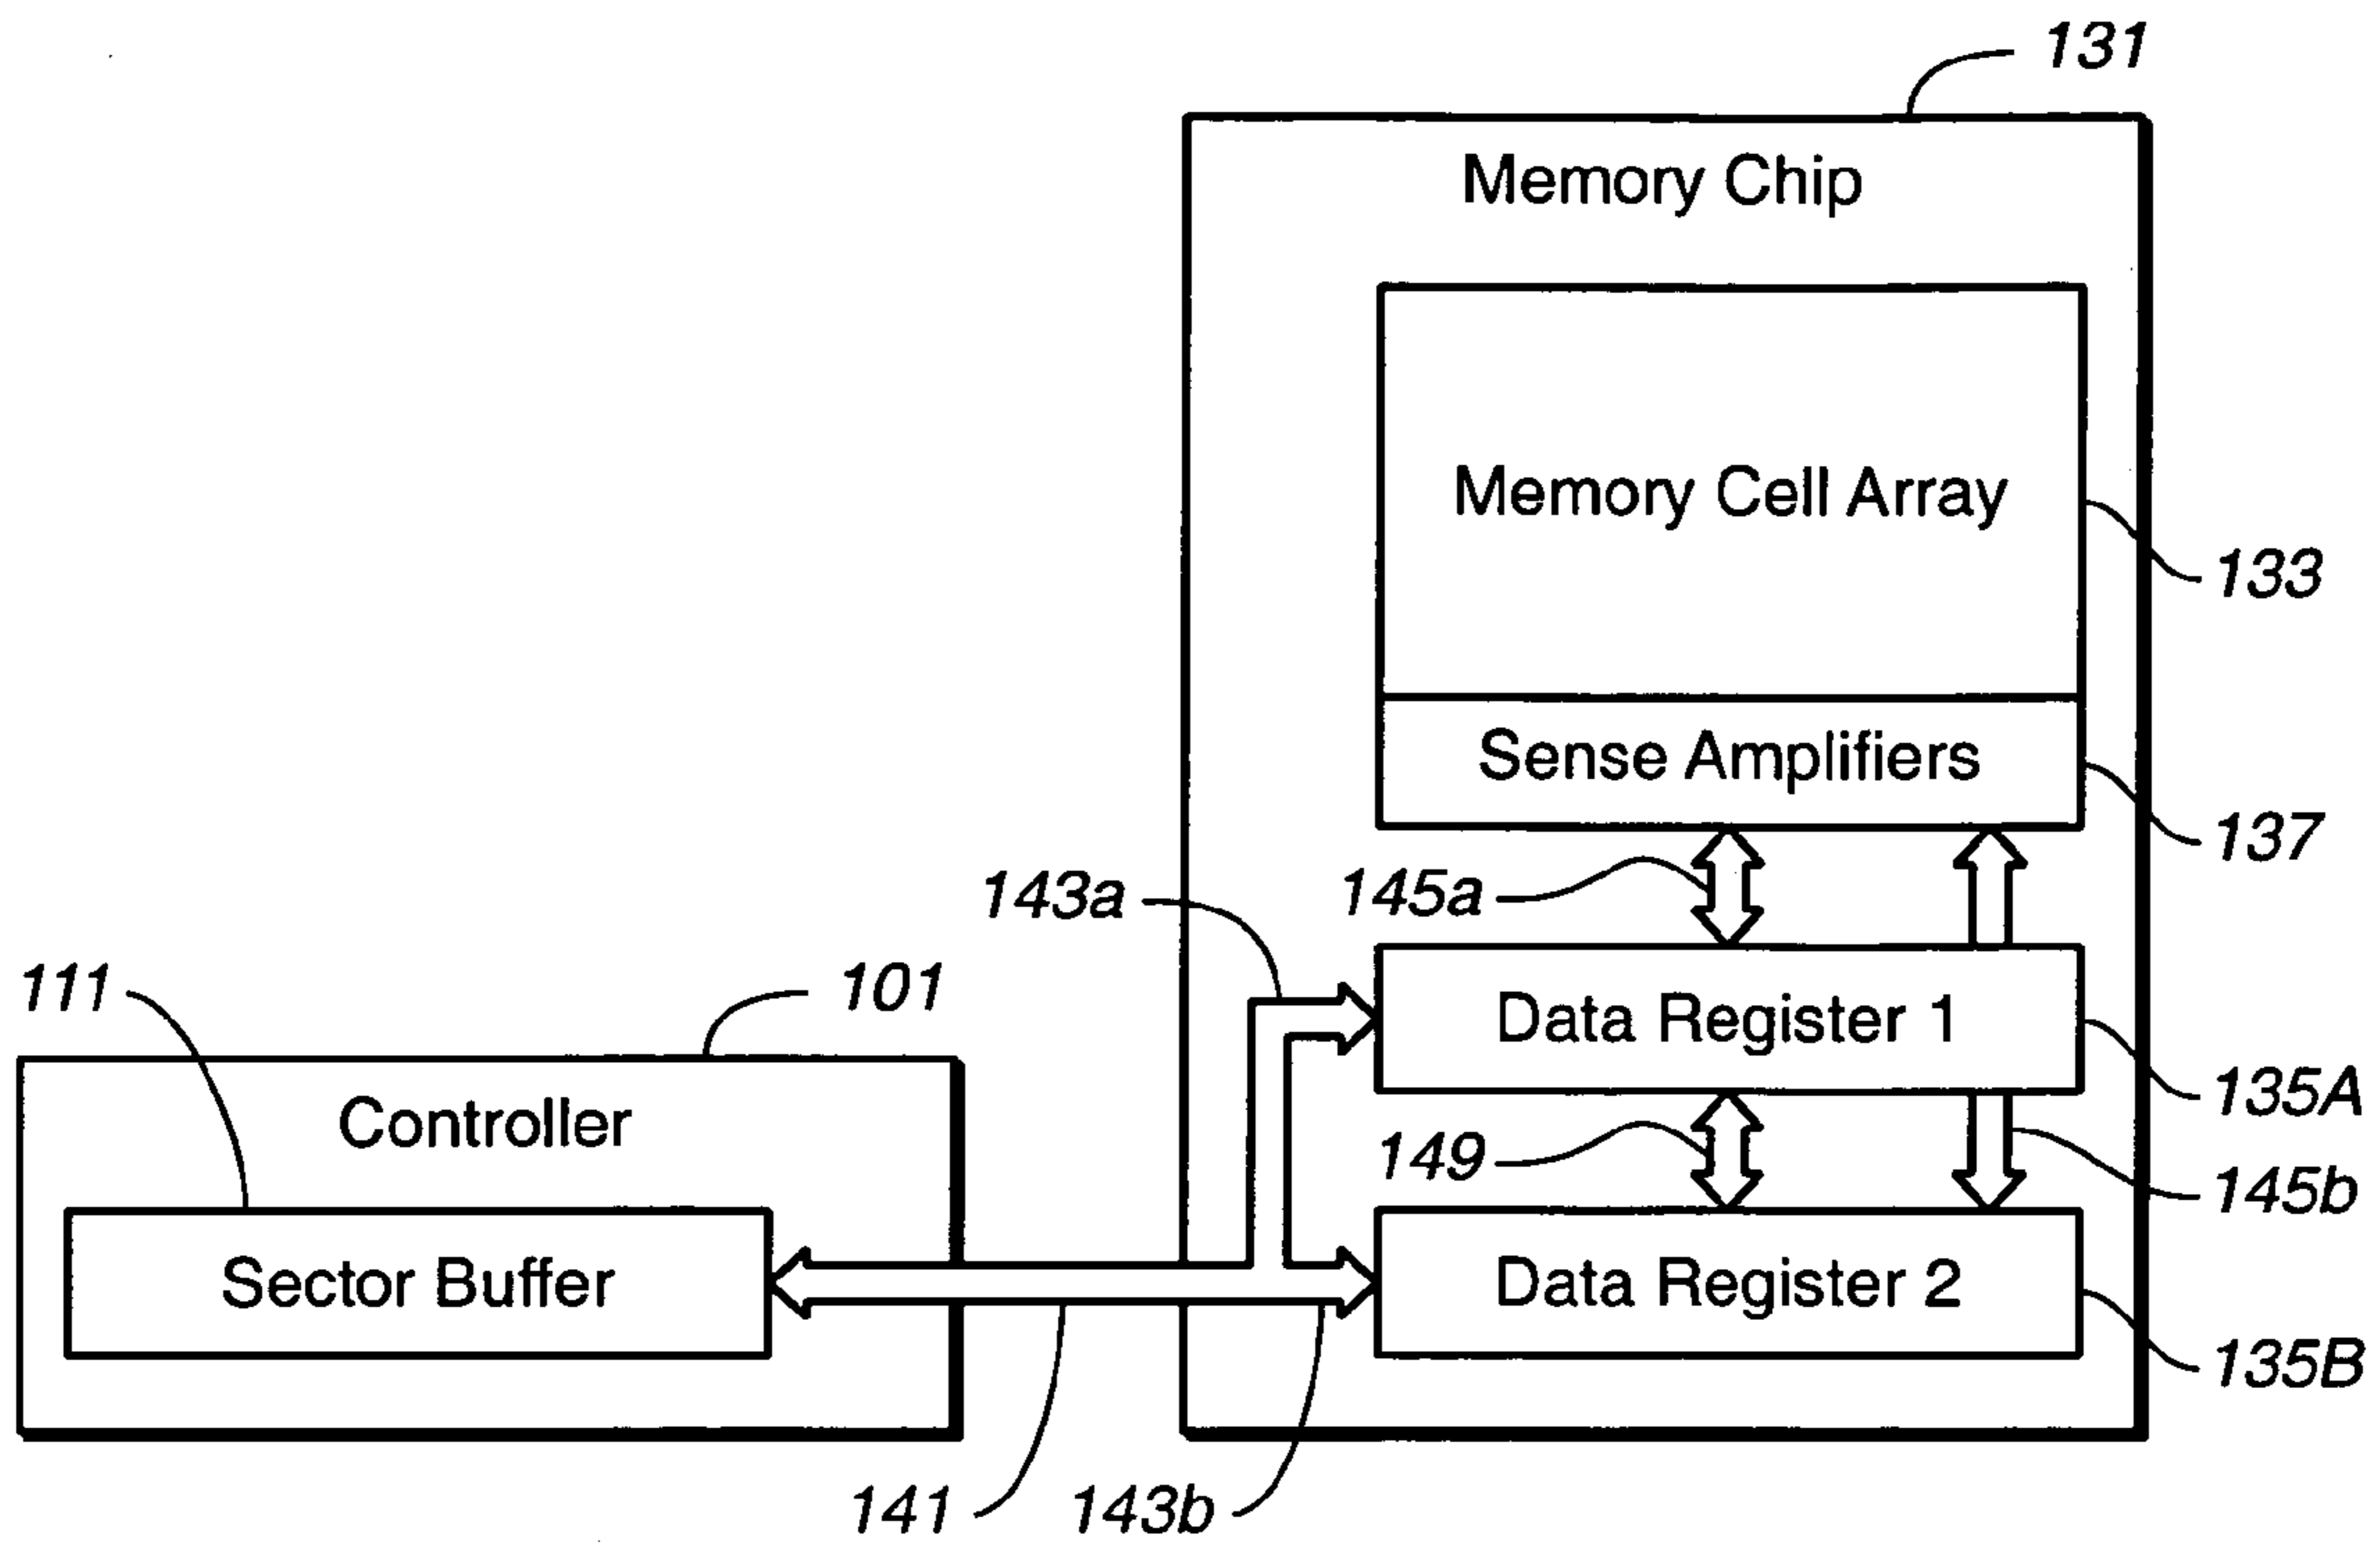 131
Memory Chip
Memory Cell Array
133
Sense Amplifiers
137
143a
145a
111
101
Data Register 1
135A
Controller
149
145b
Sector Buffer
Data Register 2
135B
141
143b